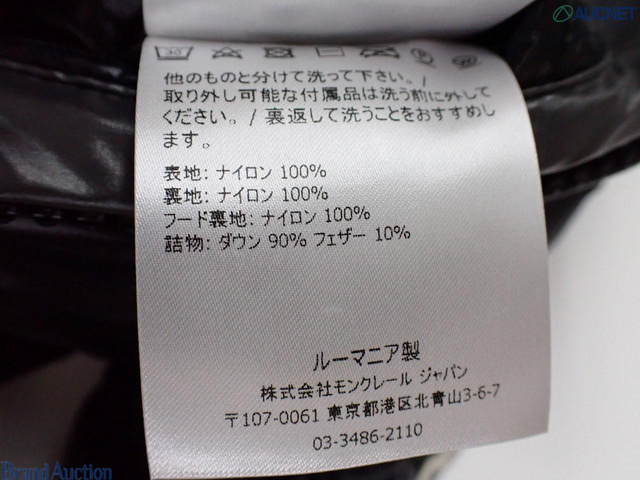 AUCNET
30
P
W
他のものと分けて洗って下さい。/
取り外し可能な付属品は洗う前に外して
ください。/ 裏返して洗うことをおすすめし
ます。
表地: ナイロン 100%
裏地: ナイロン 100%
フード裏地: ナイロン 100%
詰物: ダウン 90% フェザー 10%
ルーマニア製
株式会社モンクレール ジャパン
〒107-0061 東京都港区北青山3-6-7
03-3486-2110
Brand Auction